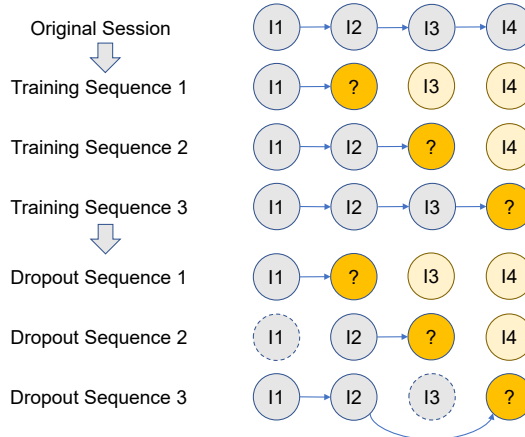 Original Session I1 I2 I3 I4
Training Sequence 1 I1 ? I3 I4
Training Sequence 2 I1 I2 ? I4
Training Sequence 3 I1 I2 I3 ?
Dropout Sequence 1 I1 ? I3 I4
Dropout Sequence 2 I1 I2 ? I4
Dropout Sequence 3 I1 I2 I3 ?